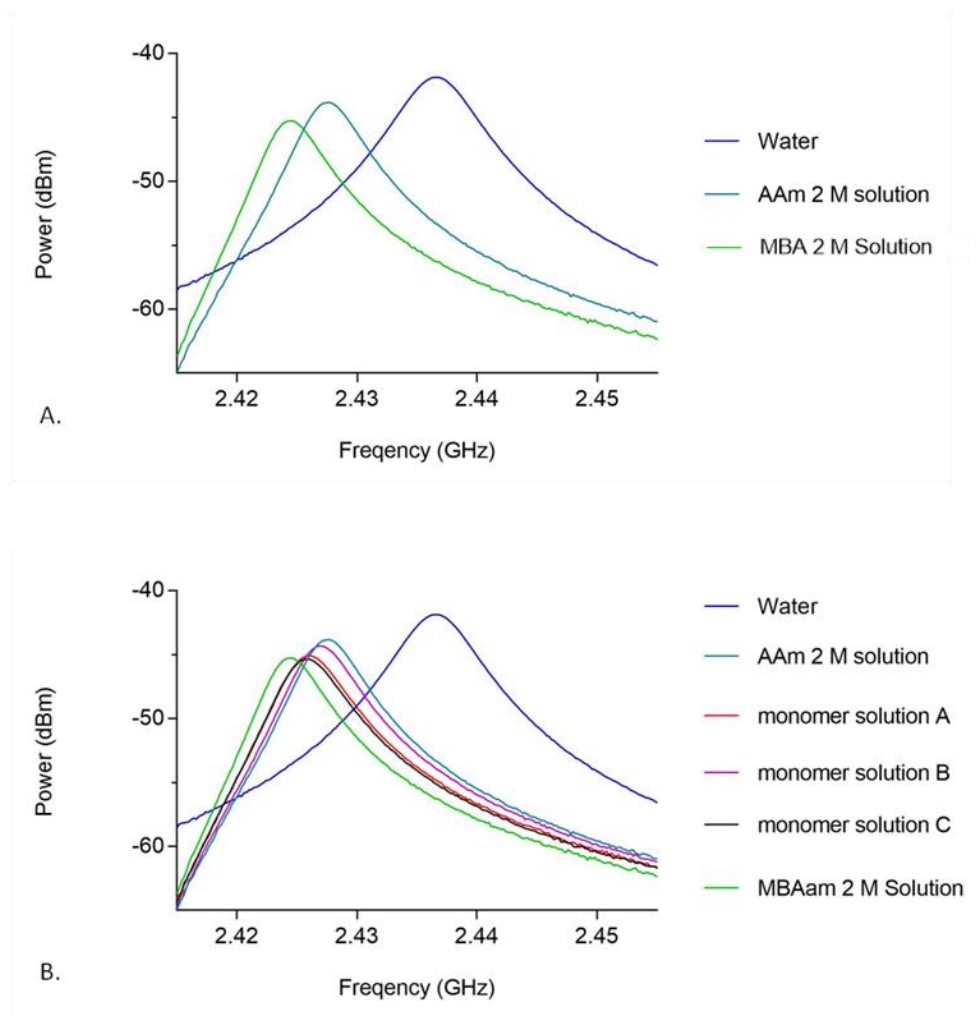 -40
-50
-60
Power (dBm)
2.42 2.43 2.44 2.45
Freqency (GHz)
A.
Water
AAm 2 M solution
MBA 2 M Solution
-40
-50
-60
Power (dBm)
2.42 2.43 2.44 2.45
Freqency (GHz)
B.
Water
AAm 2 M solution
monomer solution A
monomer solution B
monomer solution C
MBAam 2 M Solution